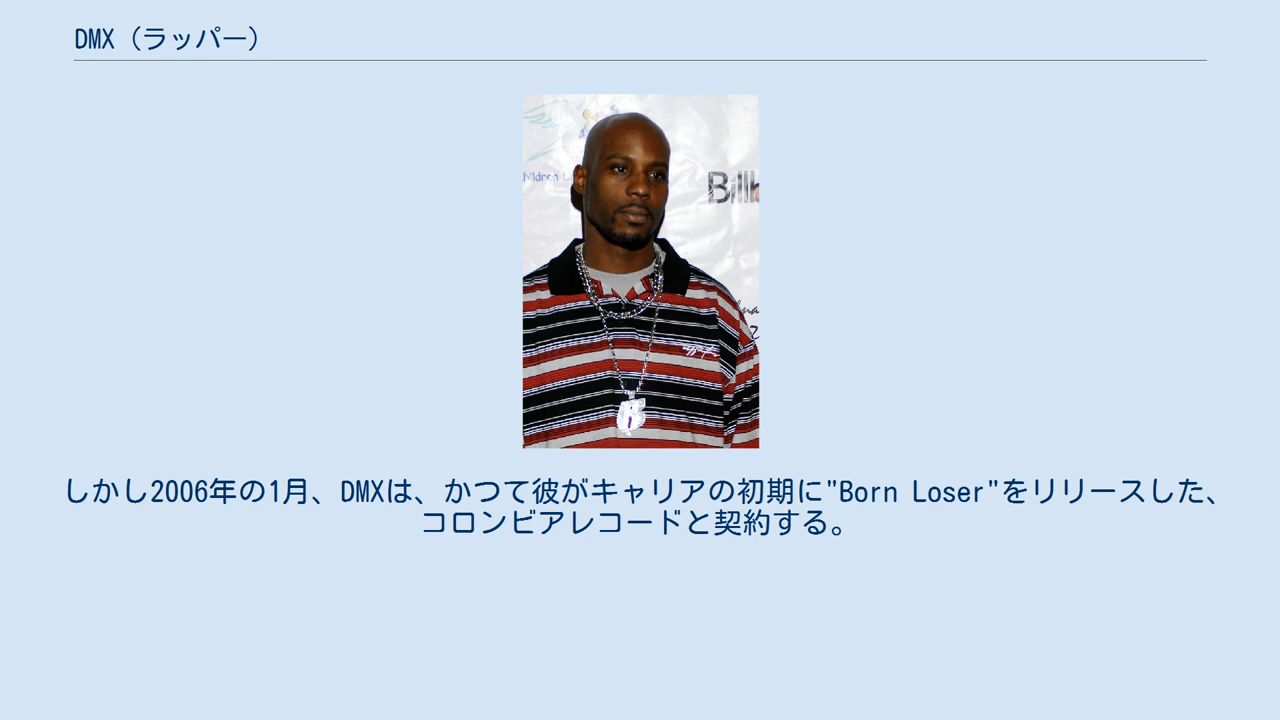 DMX（ラッパー）
Billb
しかし2006年の1月、DMXは、かつて彼がキャリアの初期に"Born Loser"をリリースした、
コロンビアレコードと契約する。